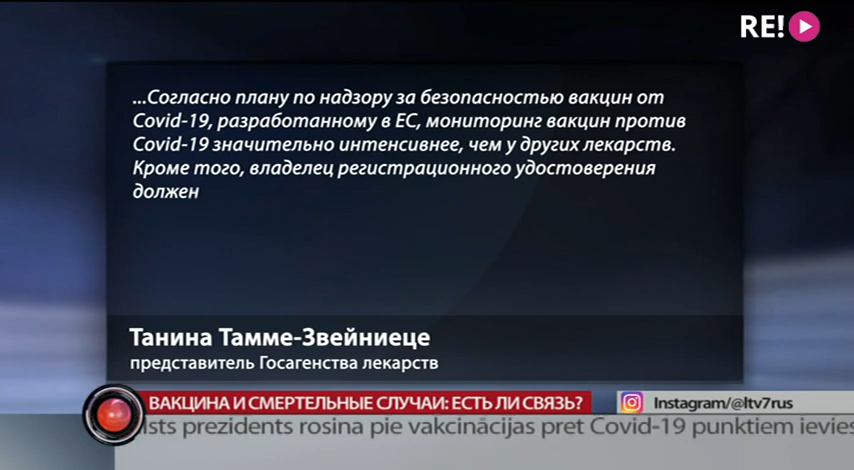 RE!
...Согласно плану по надзору за безопасностью вакцин от
Covid-19, разработанному в ЕС, мониторинг вакцин против
Covid-19 значительно интенсивнее, чем у других лекарств.
Кроме того, владелец регистрационного удостоверения
должен
Танина Тамме-Звейниеце
представитель Госагенства лекарств
ВАКЦИНА И СМЕРТЕЛЬНЫЕ СЛУЧАИ: ЕСТЬ ЛИ СВЯЗЬ?
Instagram/@ltv7rus
prezidents rosina pie vakcinācijas pret Covid-19 punktiem